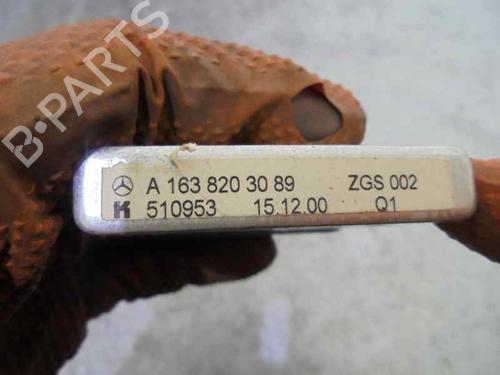 B-PARTS
A 163 820 30 89 ZGS 002
K 510953 15.12.00 Q1